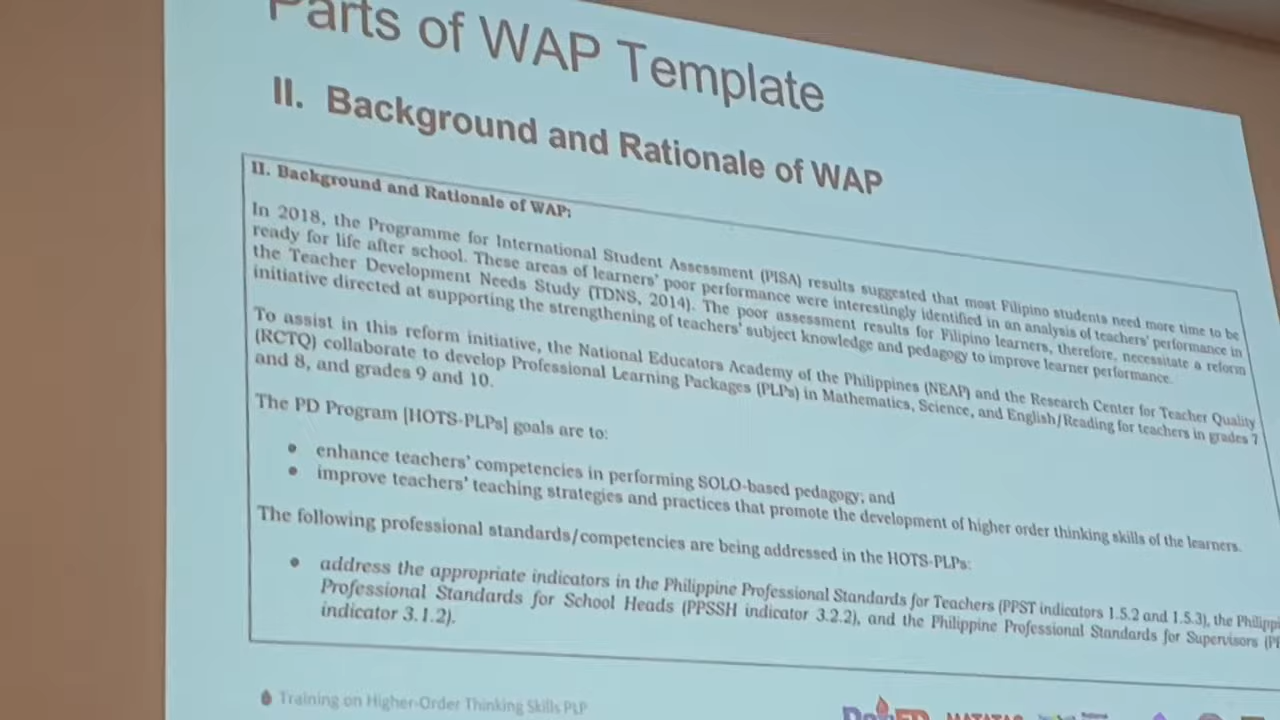 Parts of WAP Template
II. Background and Rationale of WAP
II. Background and Rationale of WAP:
In 2018, the Programme for International Student Assessment (PISA) results suggested that most Filipino students need more time to be
ready for life after school. These areas of learners' poor performance were interestingly identified in an analysis of teachers' performance in
the Teacher Development Needs Study (TDNS, 2014). The poor assessment results for Filipino learners, therefore, necessitate a reform
initiative directed at supporting the strengthening of teachers' subject knowledge and pedagogy to improve learner performance.
To assist in this reform initiative, the National Educators Academy of the Philippines (NEAP) and the Research Center for Teacher Quality
(RCTQ) collaborate to develop Professional Learning Packages (PLPs) in Mathematics, Science, and English/Reading for teachers in grades 7
and 8, and grades 9 and 10.
The PD Program [HOTS-PLPs] goals are to:
• enhance teachers' competencies in performing SOLO-based pedagogy; and
• improve teachers' teaching strategies and practices that promote the development of higher order thinking skills of the learners.
The following professional standards/competencies are being addressed in the HOTS-PLPs:
• address the appropriate indicators in the Philippine Professional Standards for Teachers (PPST indicators 1.5.2 and 1.5.3), the Philippi
Professional Standards for School Heads (PPSSH indicator 3.2.2), and the Philippine Professional Standards for Supervisors (P
indicator 3.1.2).
Training on Higher-Order Thinking Skills PLP
DepED MATATAG